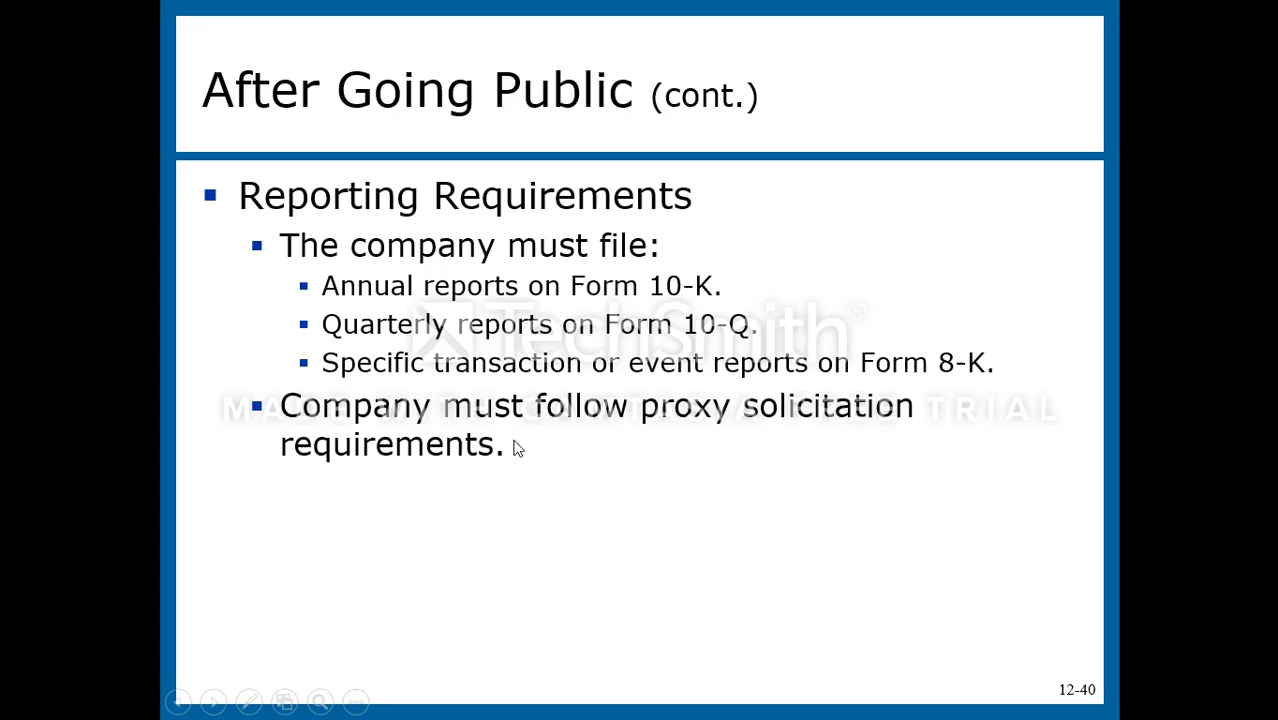 After Going Public (cont.)
Reporting Requirements
The company must file:
Annual reports on Form 10-K.
Quarterly reports on Form 10-Q.
Specific transaction or event reports on Form 8-K.
Company must follow proxy solicitation
requirements.
TechSmith®
12-40